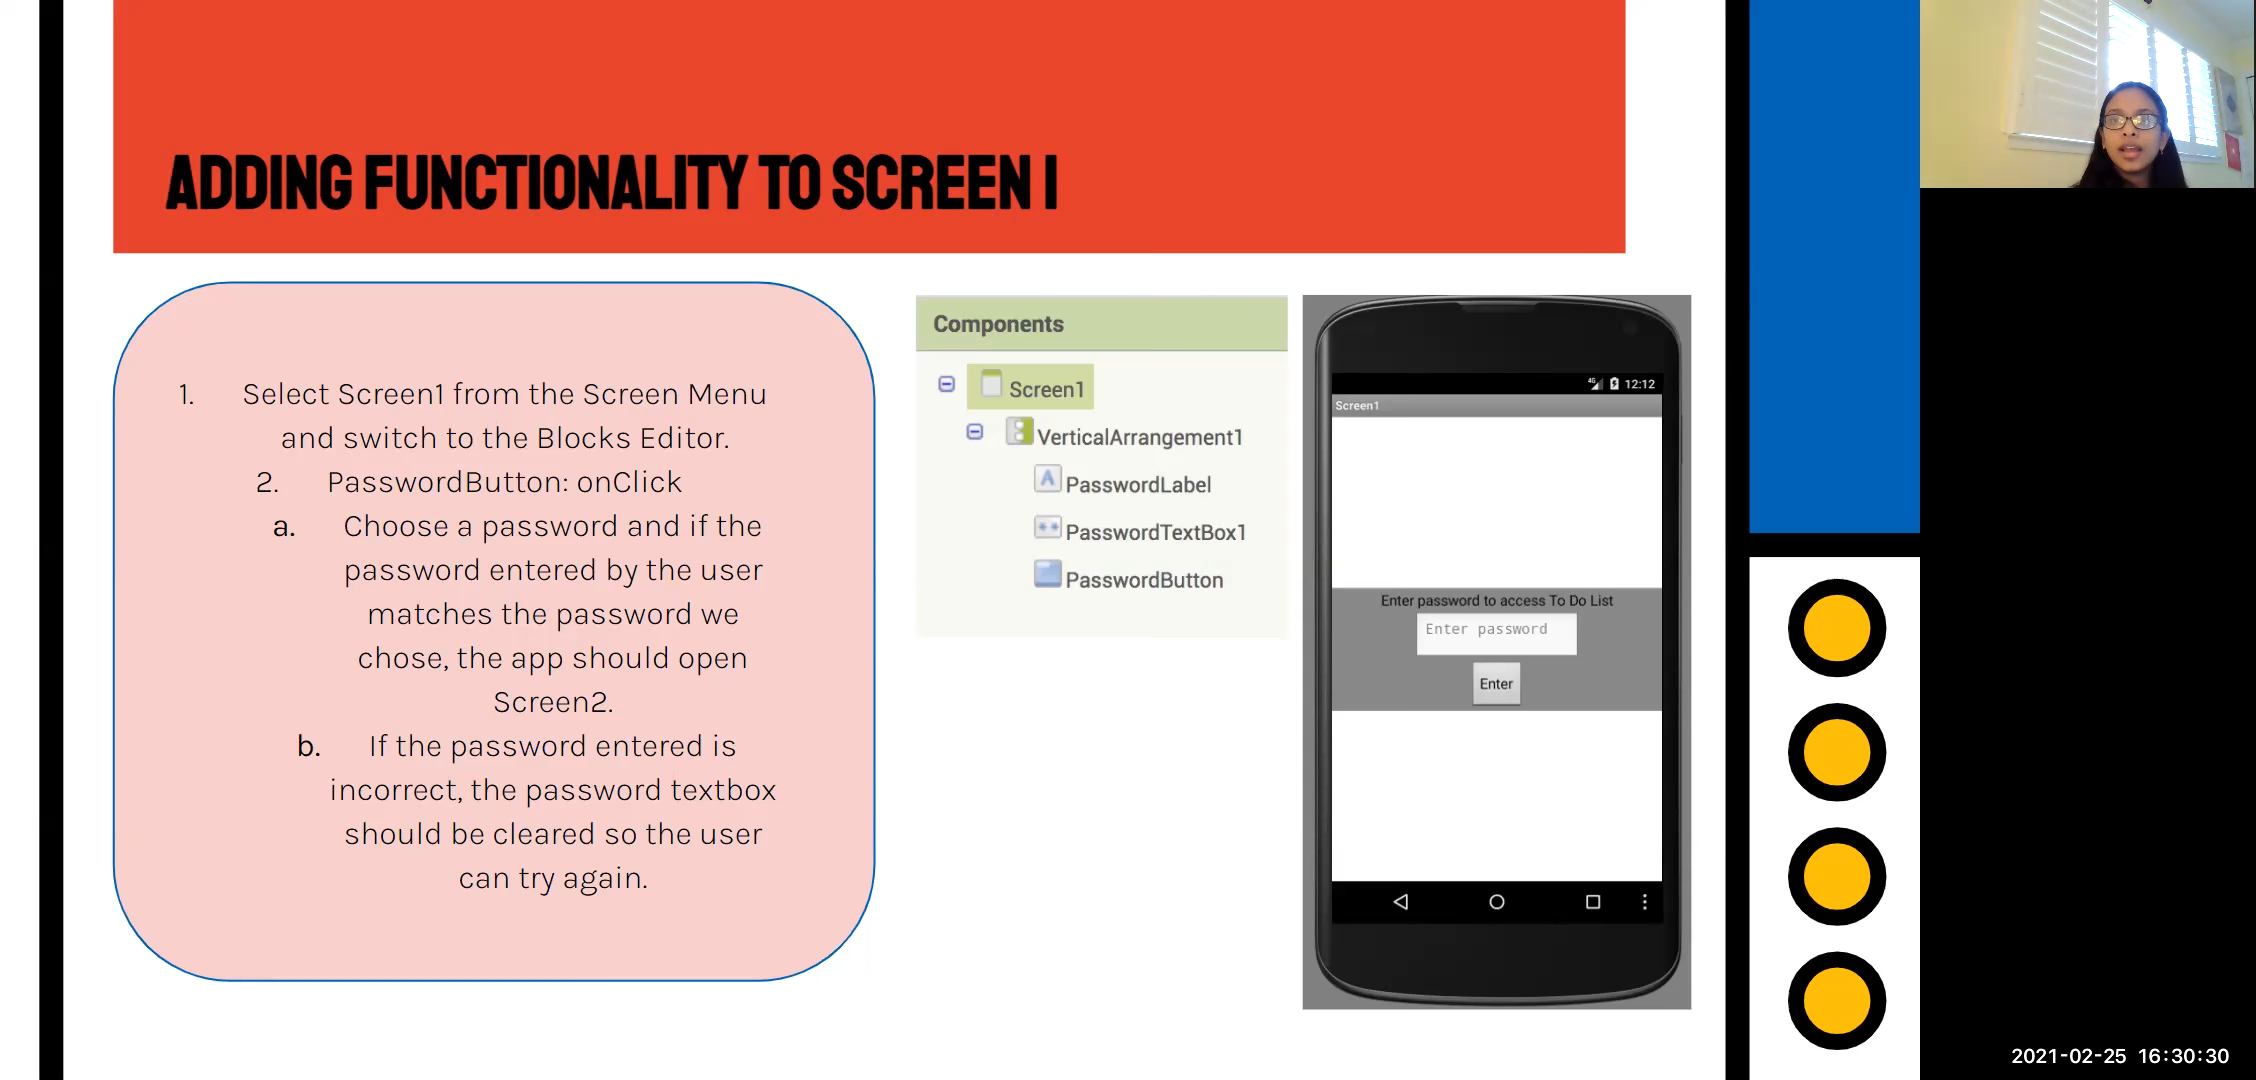 ADDING FUNCTIONALITY TO SCREEN 1
1. Select Screen1 from the Screen Menu
and switch to the Blocks Editor.
2. PasswordButton: onClick
a. Choose a password and if the
password entered by the user
matches the password we
chose, the app should open
Screen2.
b. If the password entered is
incorrect, the password textbox
should be cleared so the user
can try again.
Components
Screen1
VerticalArrangement1
A PasswordLabel
** PasswordTextBox1
PasswordButton
4G 12:12
Screen1
Enter password to access To Do List
Enter password
Enter
2021-02-25 16:30:30